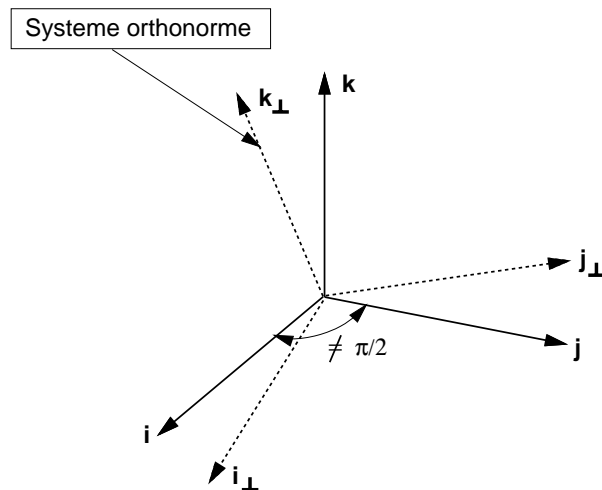 Systeme orthonorme
k
k⊥
j⊥
j
≠ π/2
i
i⊥